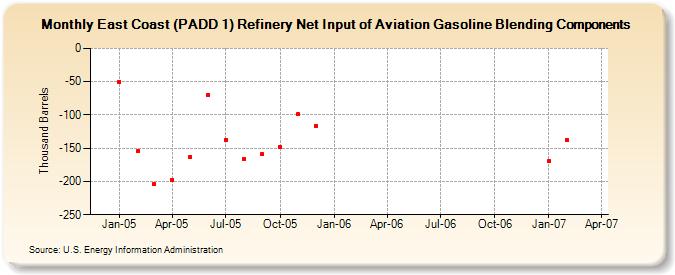 Monthly East Coast (PADD 1) Refinery Net Input of Aviation Gasoline Blending Components
Thousand Barrels
0
-50
-100
-150
-200
-250
Jan-05 Apr-05 Jul-05 Oct-05 Jan-06 Apr-06 Jul-06 Oct-06 Jan-07 Apr-07
Source: U.S. Energy Information Administration